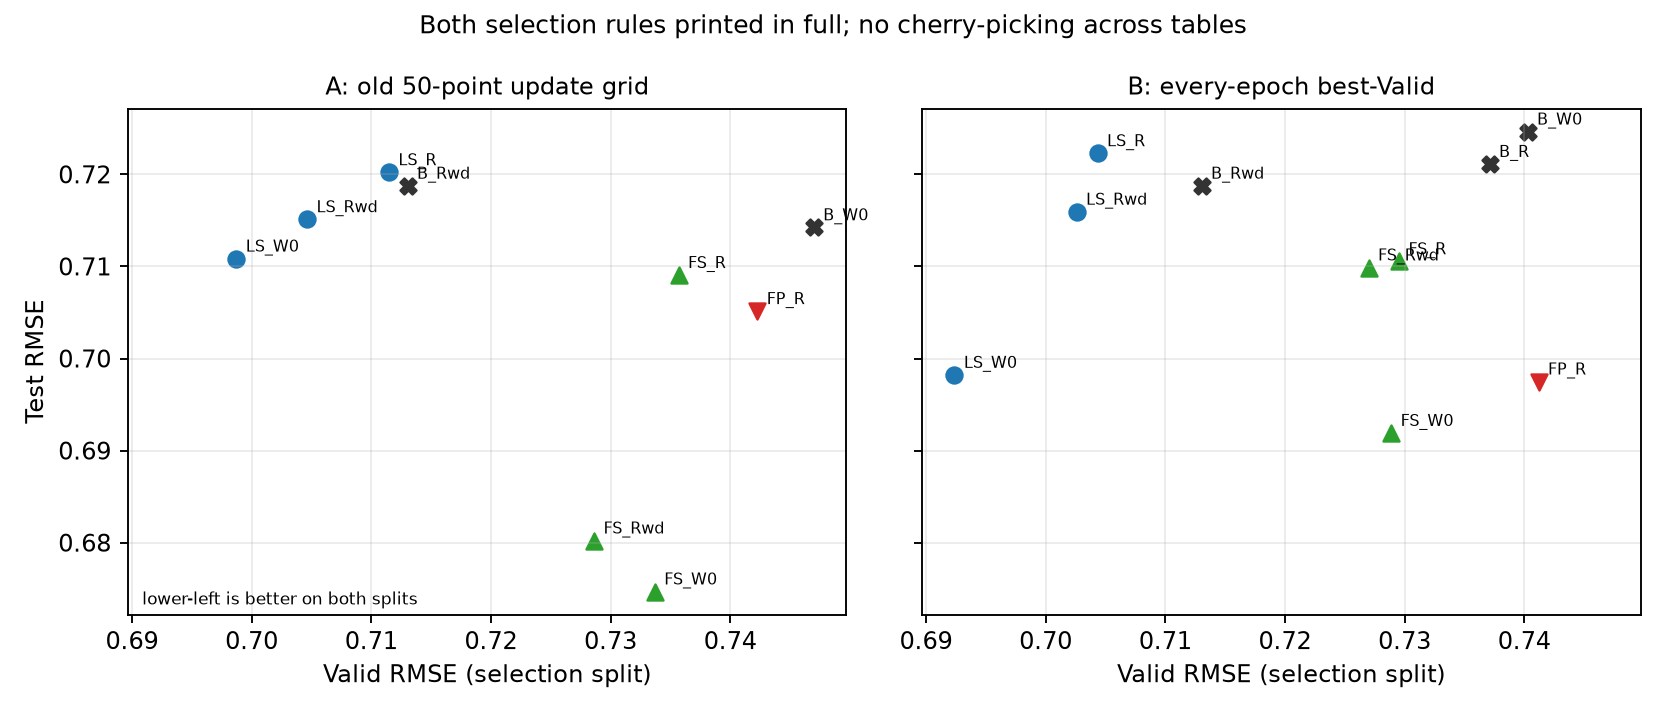 Both selection rules printed in full; no cherry-picking across tables
A: old 50-point update grid
Test RMSE
0.72
0.71
0.70
0.69
0.68
LS_R
B_Rwd
LS_Rwd
B_W0
LS_W0
FS_R
FP_R
FS_Rwd
FS_W0
lower-left is better on both splits
0.69 0.70 0.71 0.72 0.73 0.74
Valid RMSE (selection split)
B: every-epoch best-Valid
B_W0
LS_R
B_R
B_Rwd
LS_Rwd
FS_R
FS_Rwd
LS_W0
FP_R
FS_W0
0.69 0.70 0.71 0.72 0.73 0.74
Valid RMSE (selection split)